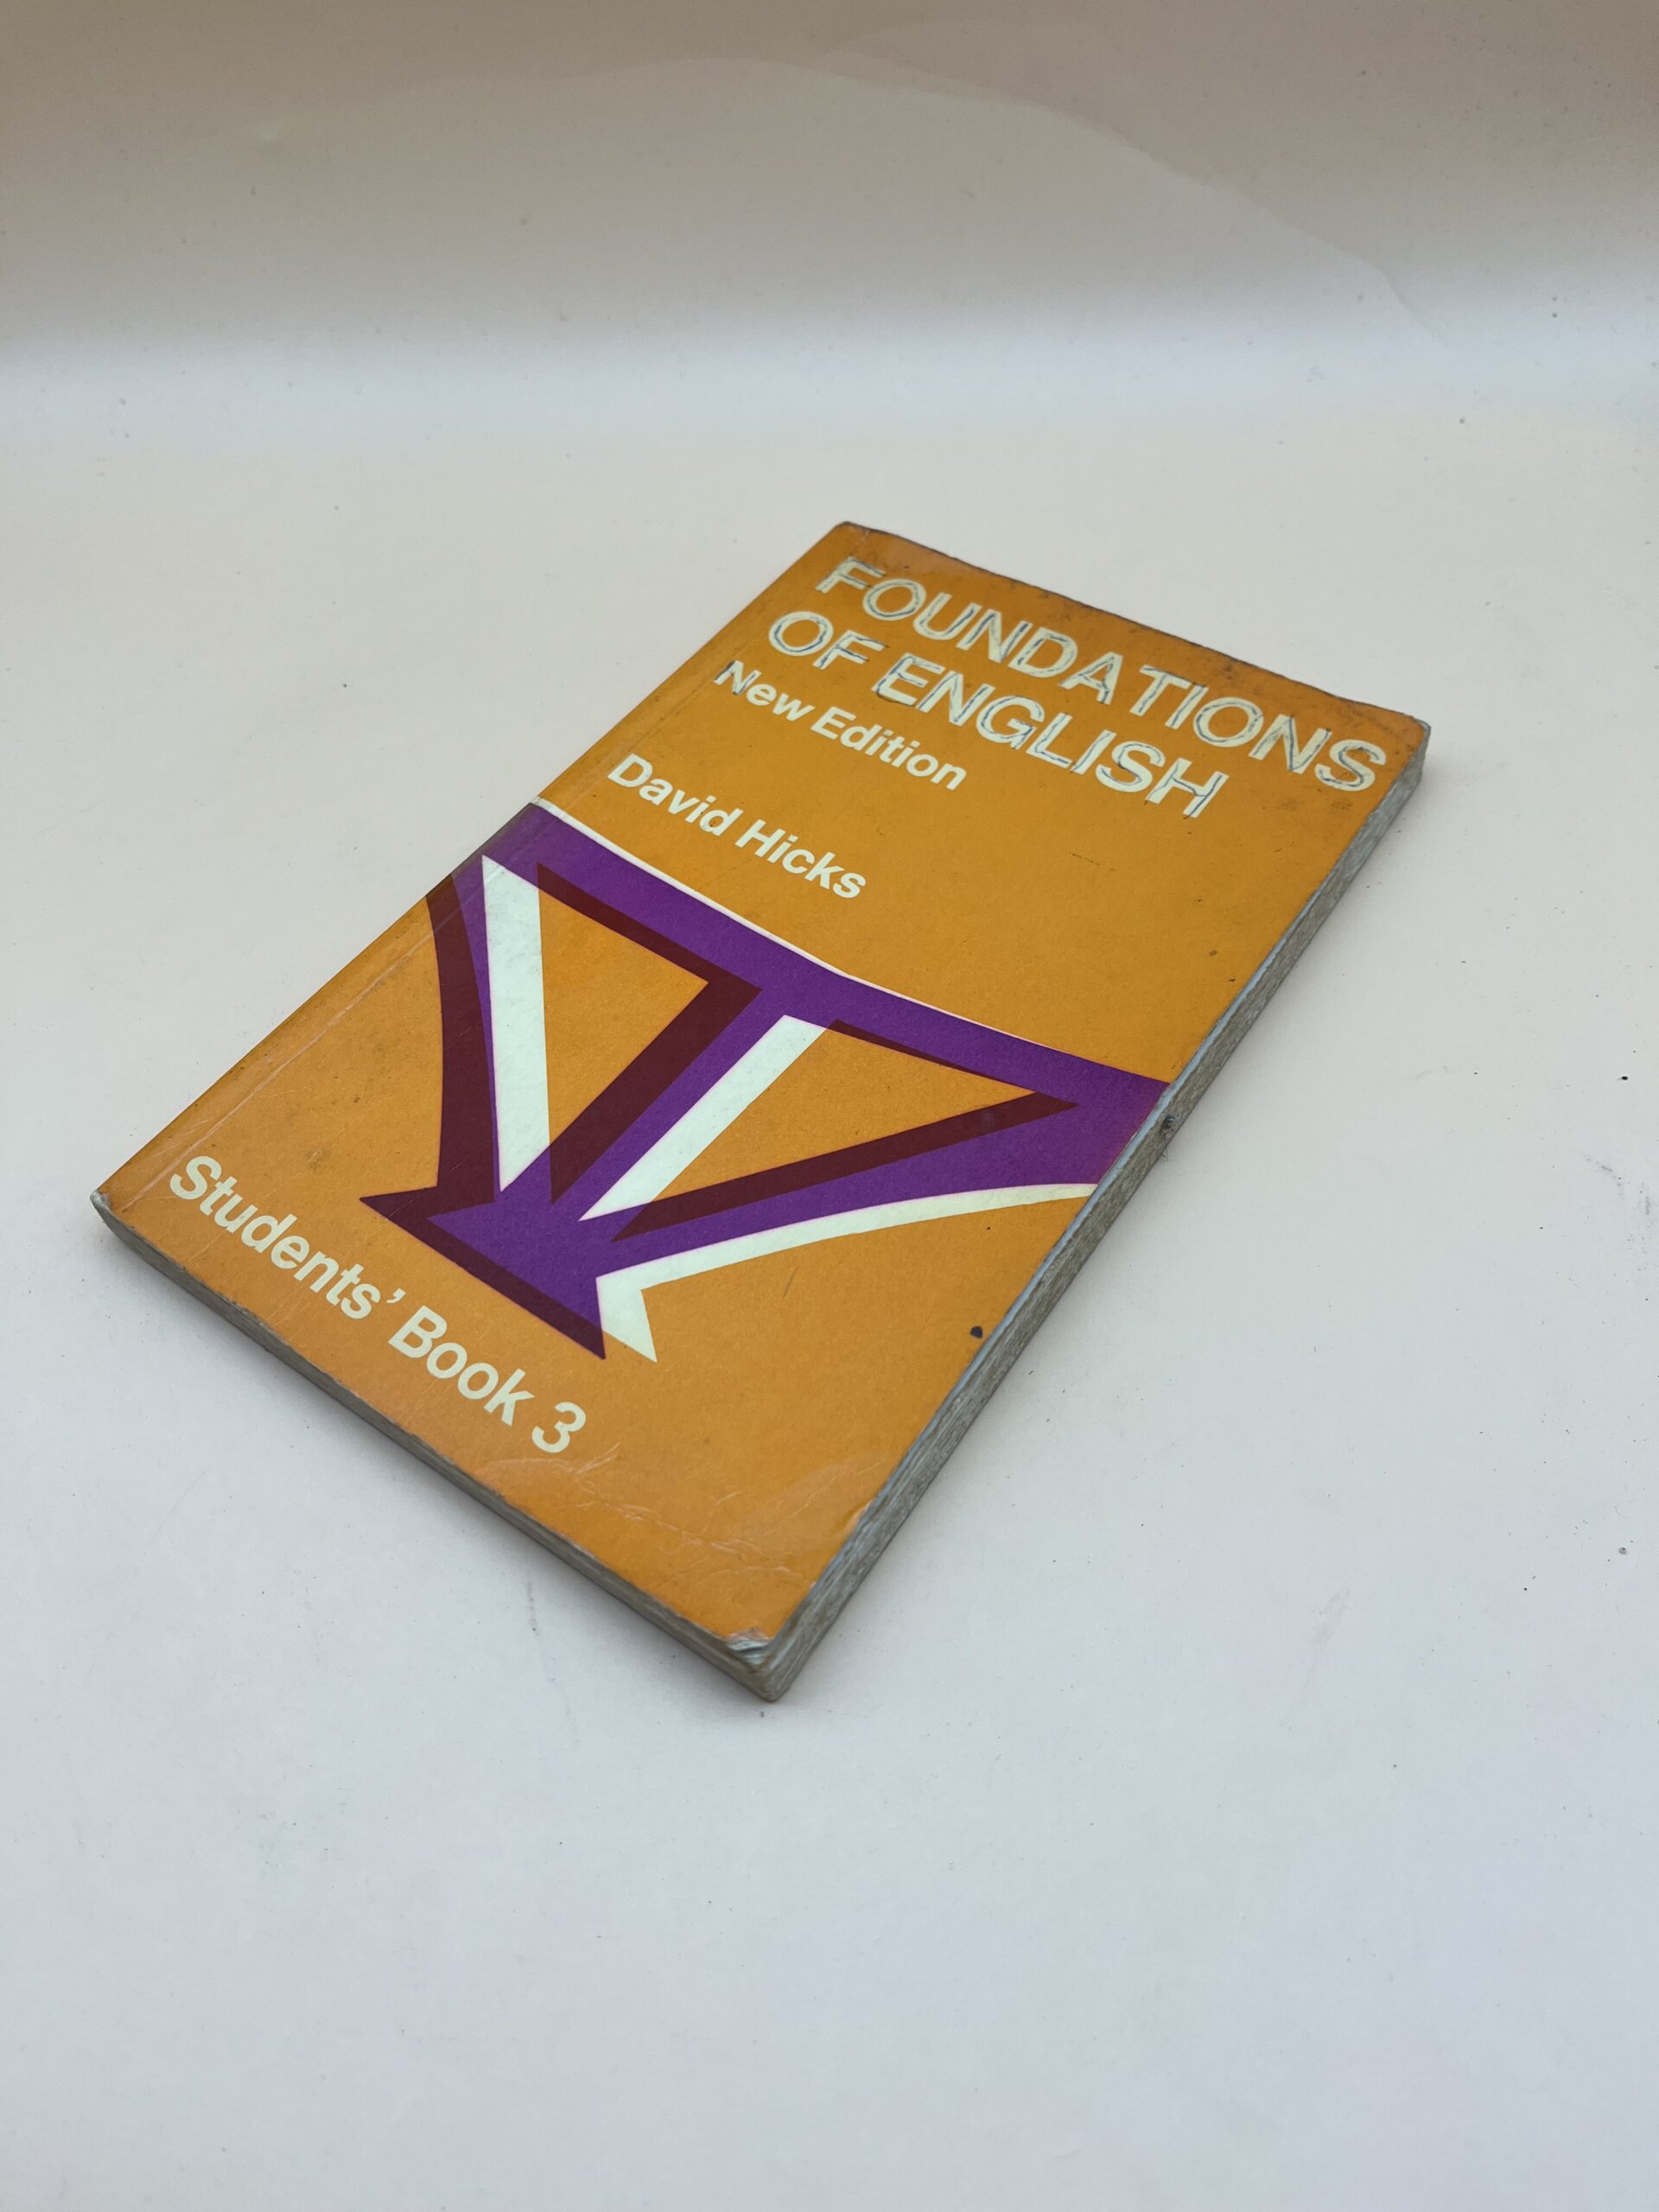 FOUNDATIONS
OF ENGLISH
New Edition
David Hicks
Students’ Book 3